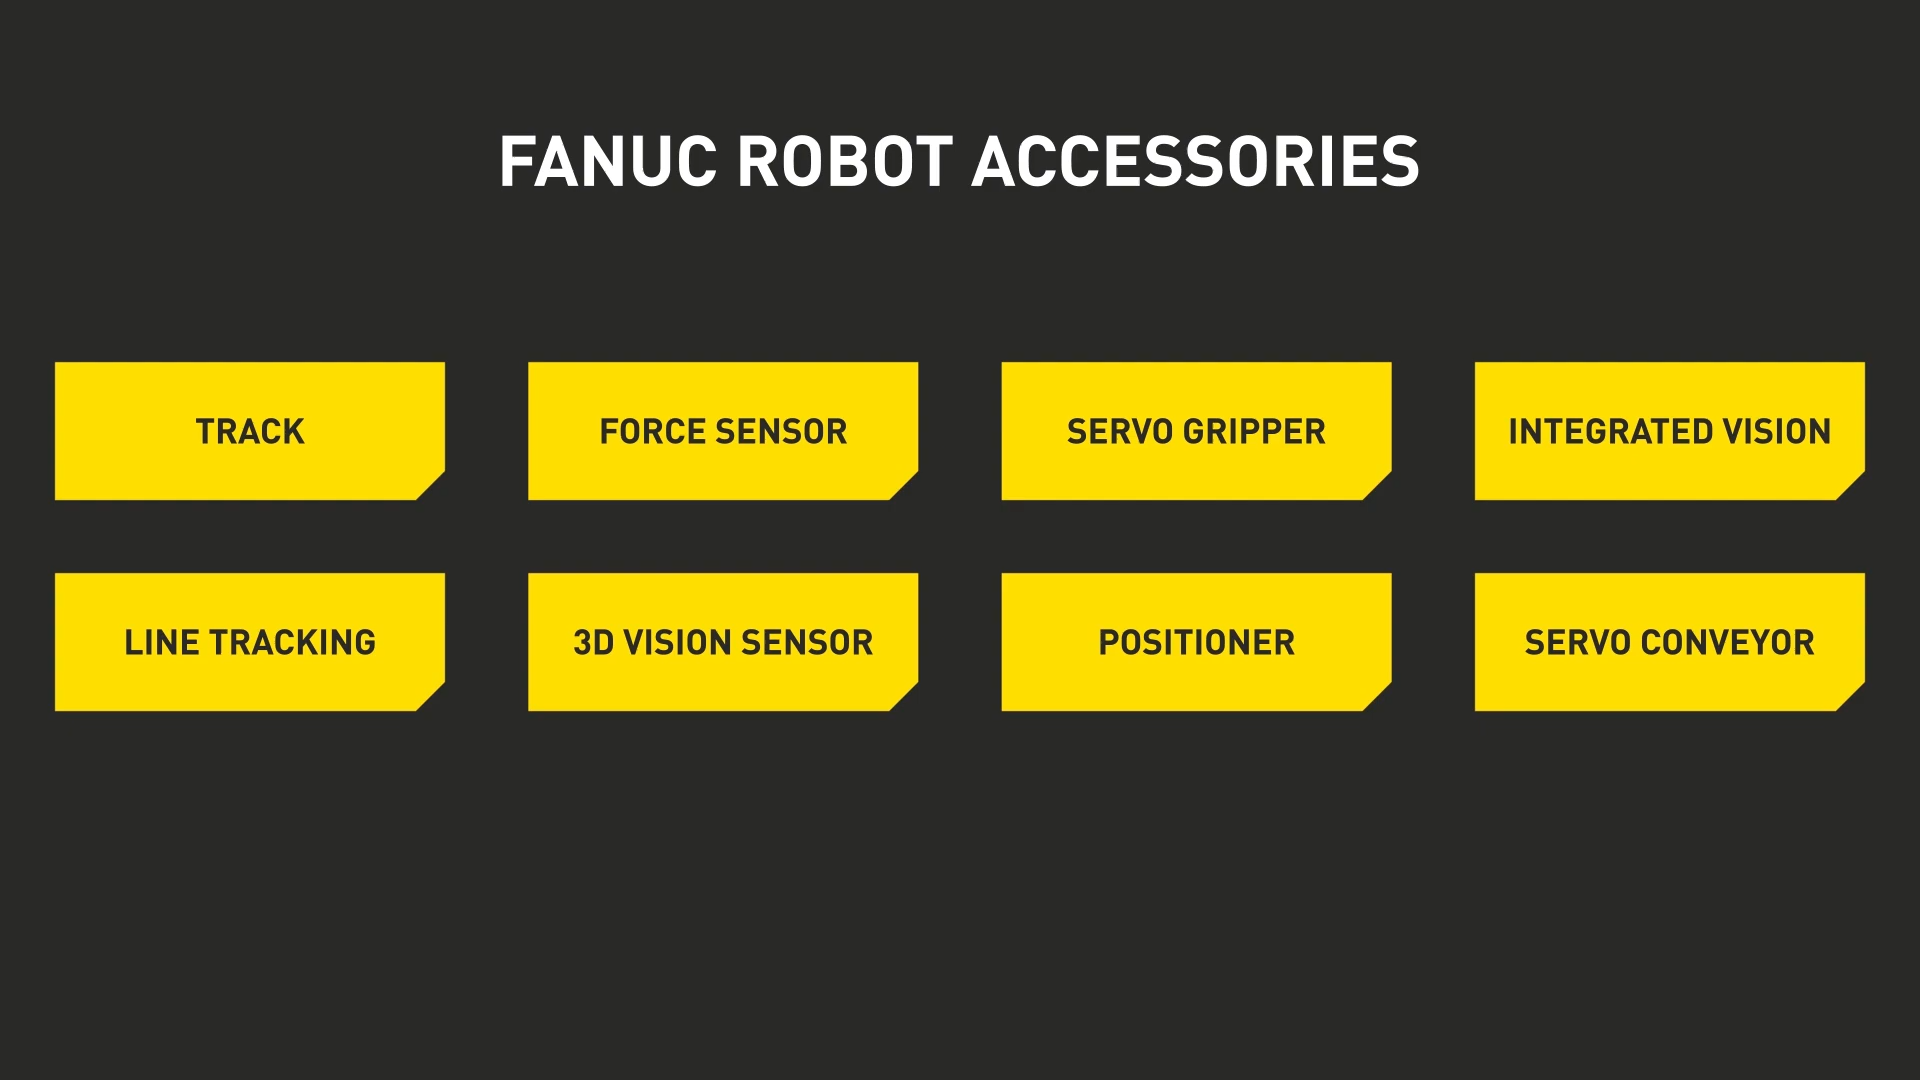 FANUC ROBOT ACCESSORIES
TRACK
FORCE SENSOR
SERVO GRIPPER
INTEGRATED VISION
LINE TRACKING
3D VISION SENSOR
POSITIONER
SERVO CONVEYOR